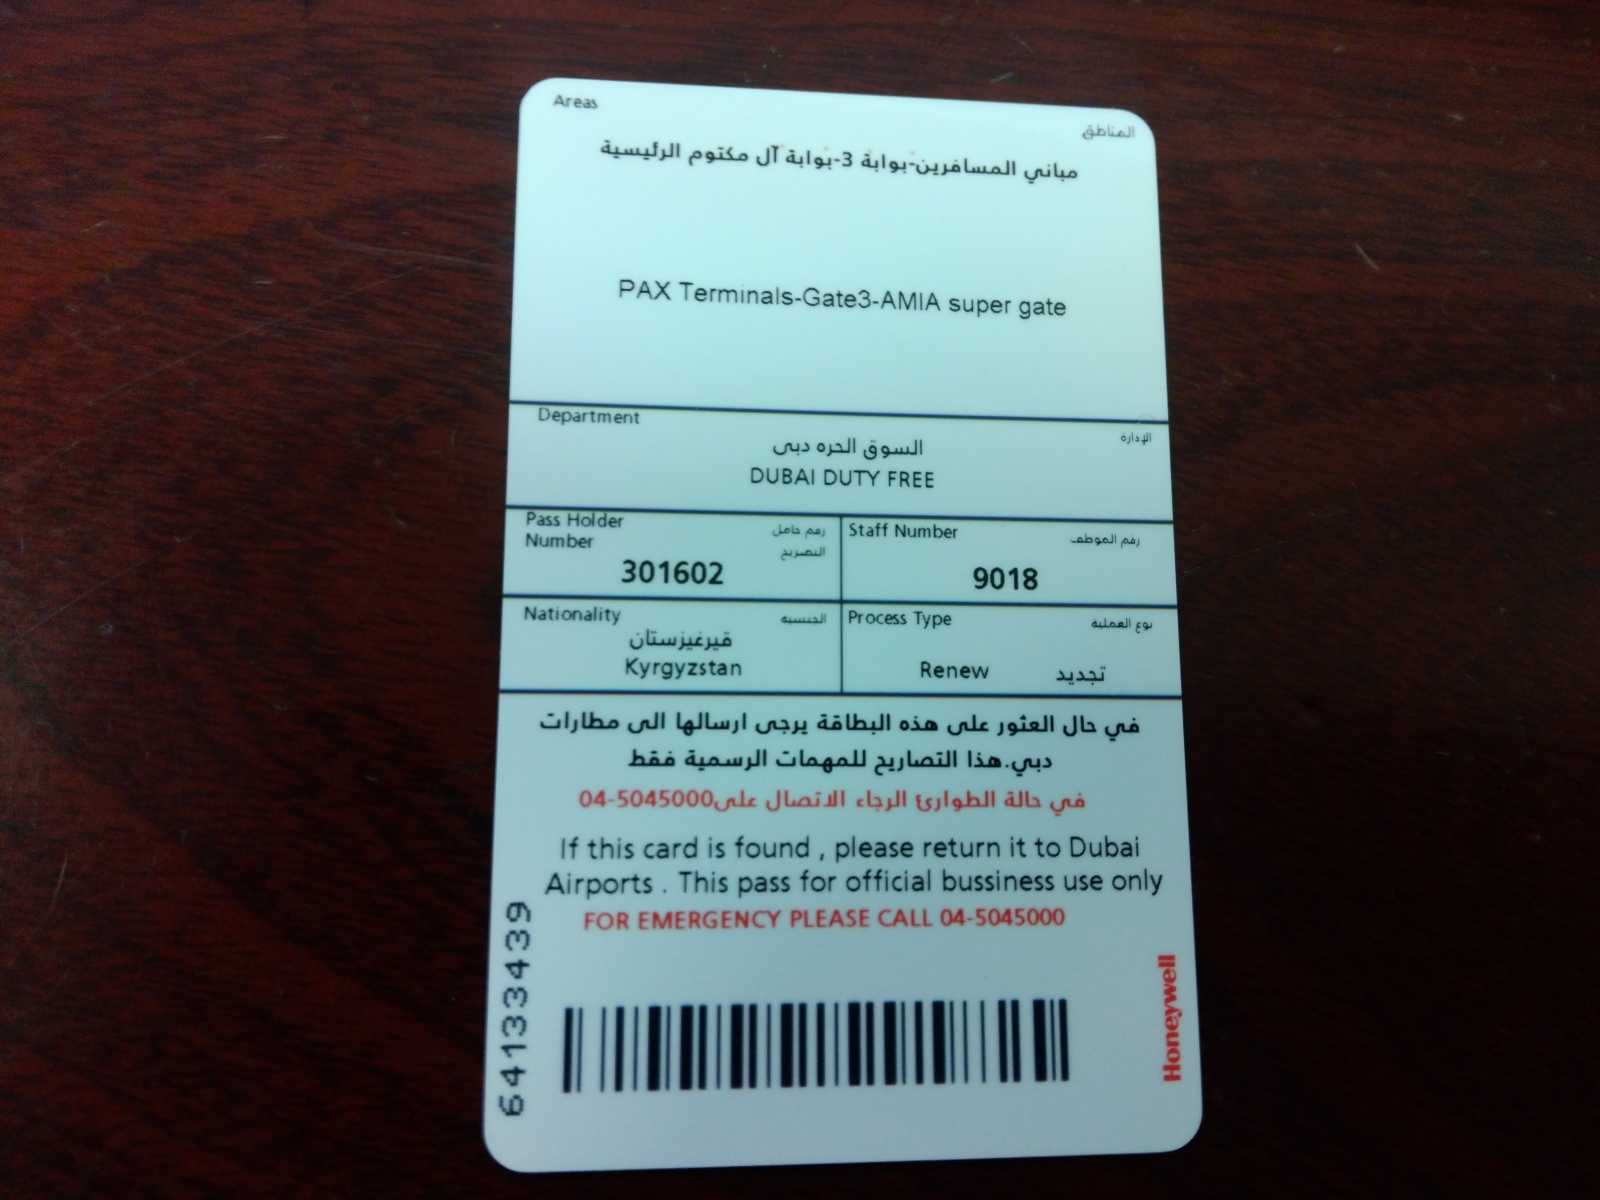 Areas
المناطق
مباني المسافرين-بوابة 3-بوابة آل مكتوم الرئيسية
PAX Terminals-Gate3-AMIA super gate
Department
الإدارة
السوق الحره دبى
DUBAI DUTY FREE
Pass Holder
Number
رقم حامل
التصريح
301602
Staff Number
رقم الموظف
9018
Nationality
الجنسية
قيرغيزستان
Kyrgyzstan
Process Type
نوع العملية
Renew
تجديد
في حال العثور على هذه البطاقة يرجى ارسالها الى مطارات
دبي.هذا التصاريح للمهمات الرسمية فقط
في حالة الطوارئ الرجاء الاتصال على04-5045000
If this card is found , please return it to Dubai
Airports . This pass for official bussiness use only
FOR EMERGENCY PLEASE CALL 04-5045000
64133439
Honeywell